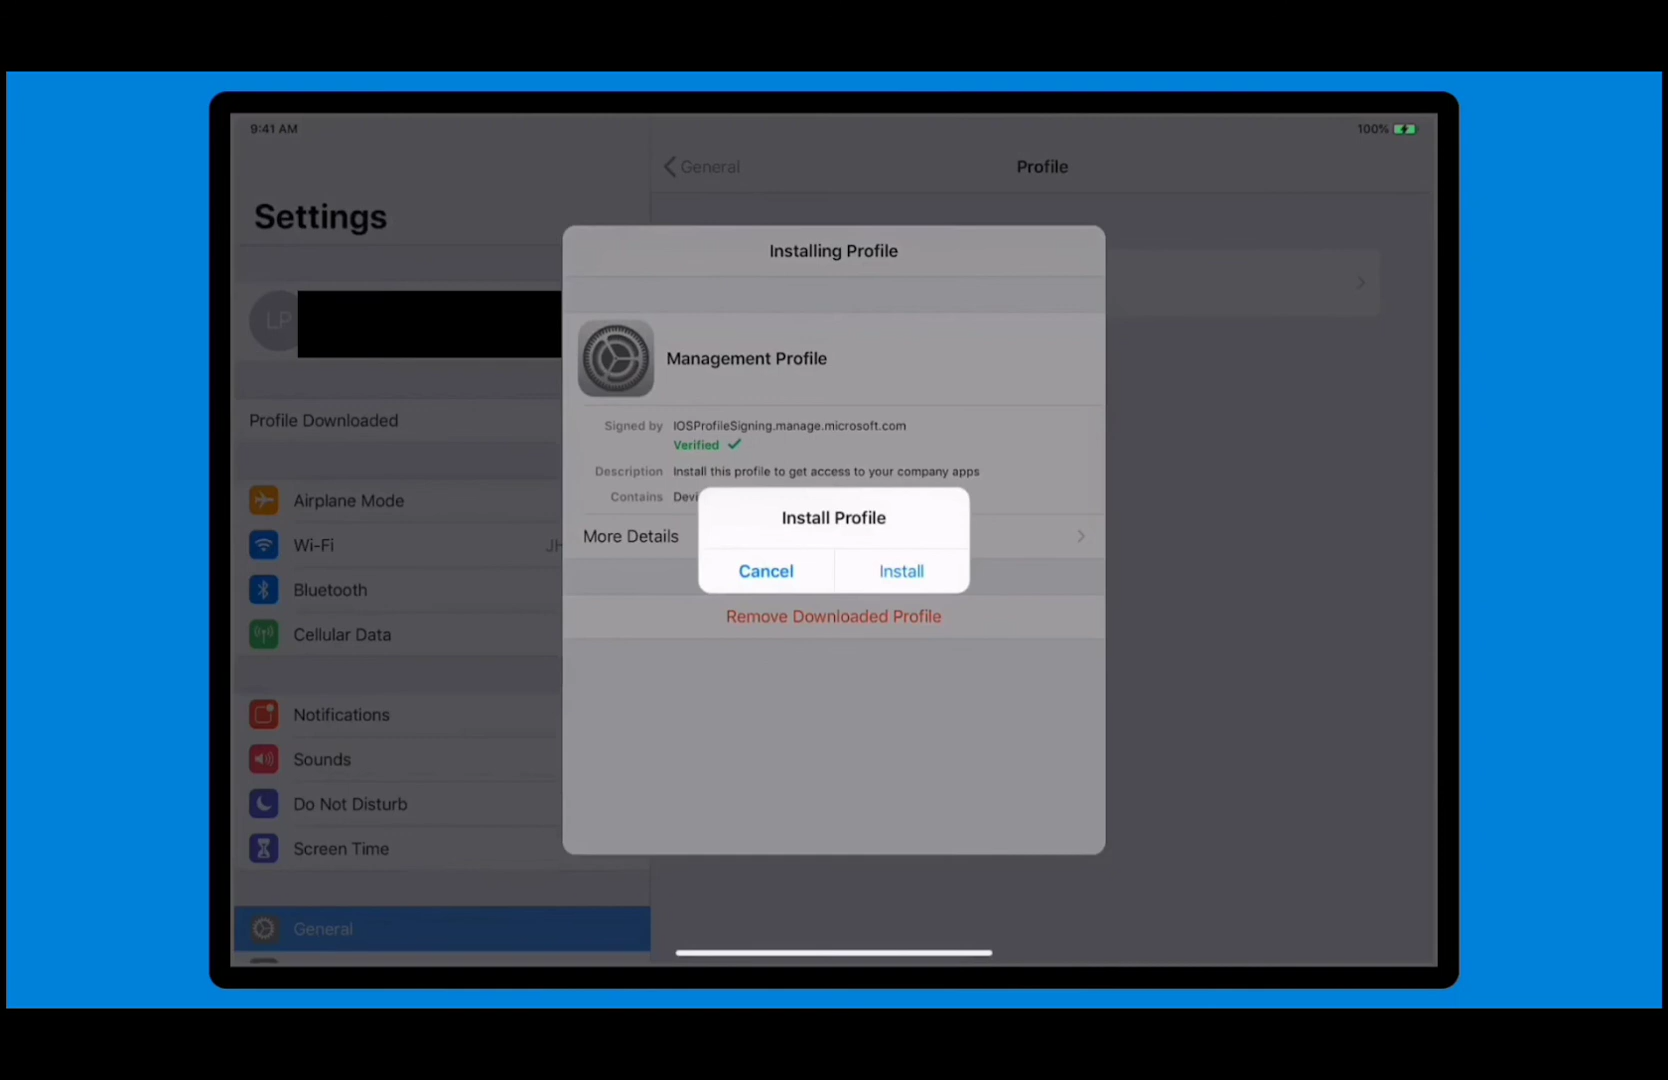 9:41 AM
100%
Settings
General
Profile
LP
Profile Downloaded
Airplane Mode
Wi-Fi
JH
Bluetooth
Cellular Data
Notifications
Sounds
Do Not Disturb
Screen Time
General
Installing Profile
Management Profile
Signed by IOSProfileSigning.manage.microsoft.com
Verified
Description Install this profile to get access to your company apps
Contains Devi
More Details
Install Profile
Cancel Install
Remove Downloaded Profile